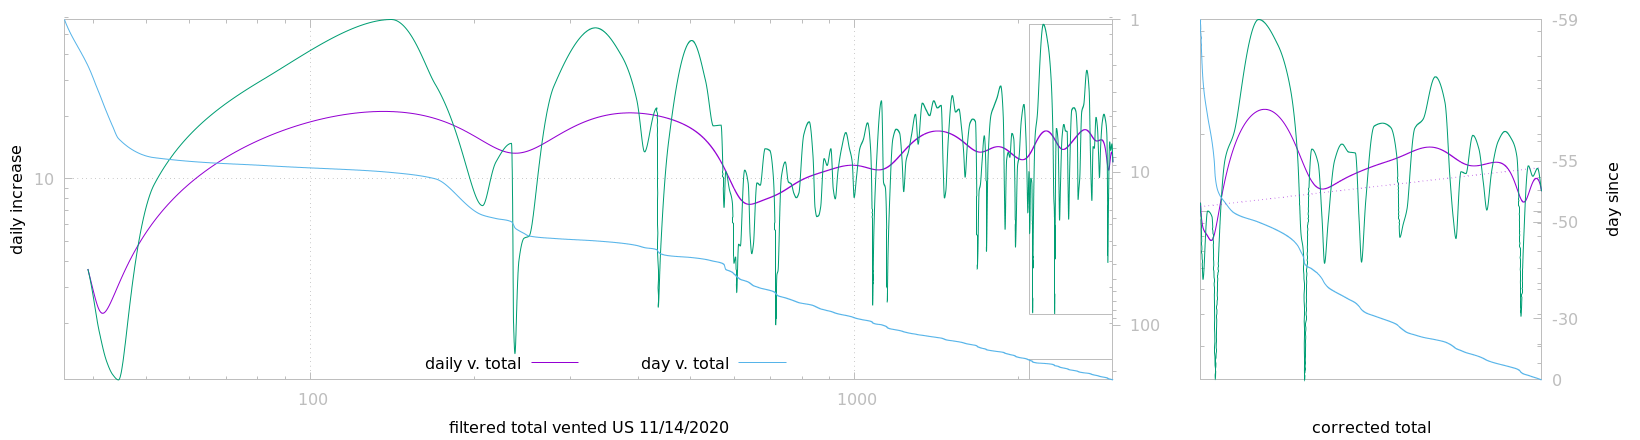 1
-59
daily increase
10
10
-55
-50
day since
-30
100
daily v. total
day v. total
0
100
1000
filtered total vented US 11/14/2020
corrected total